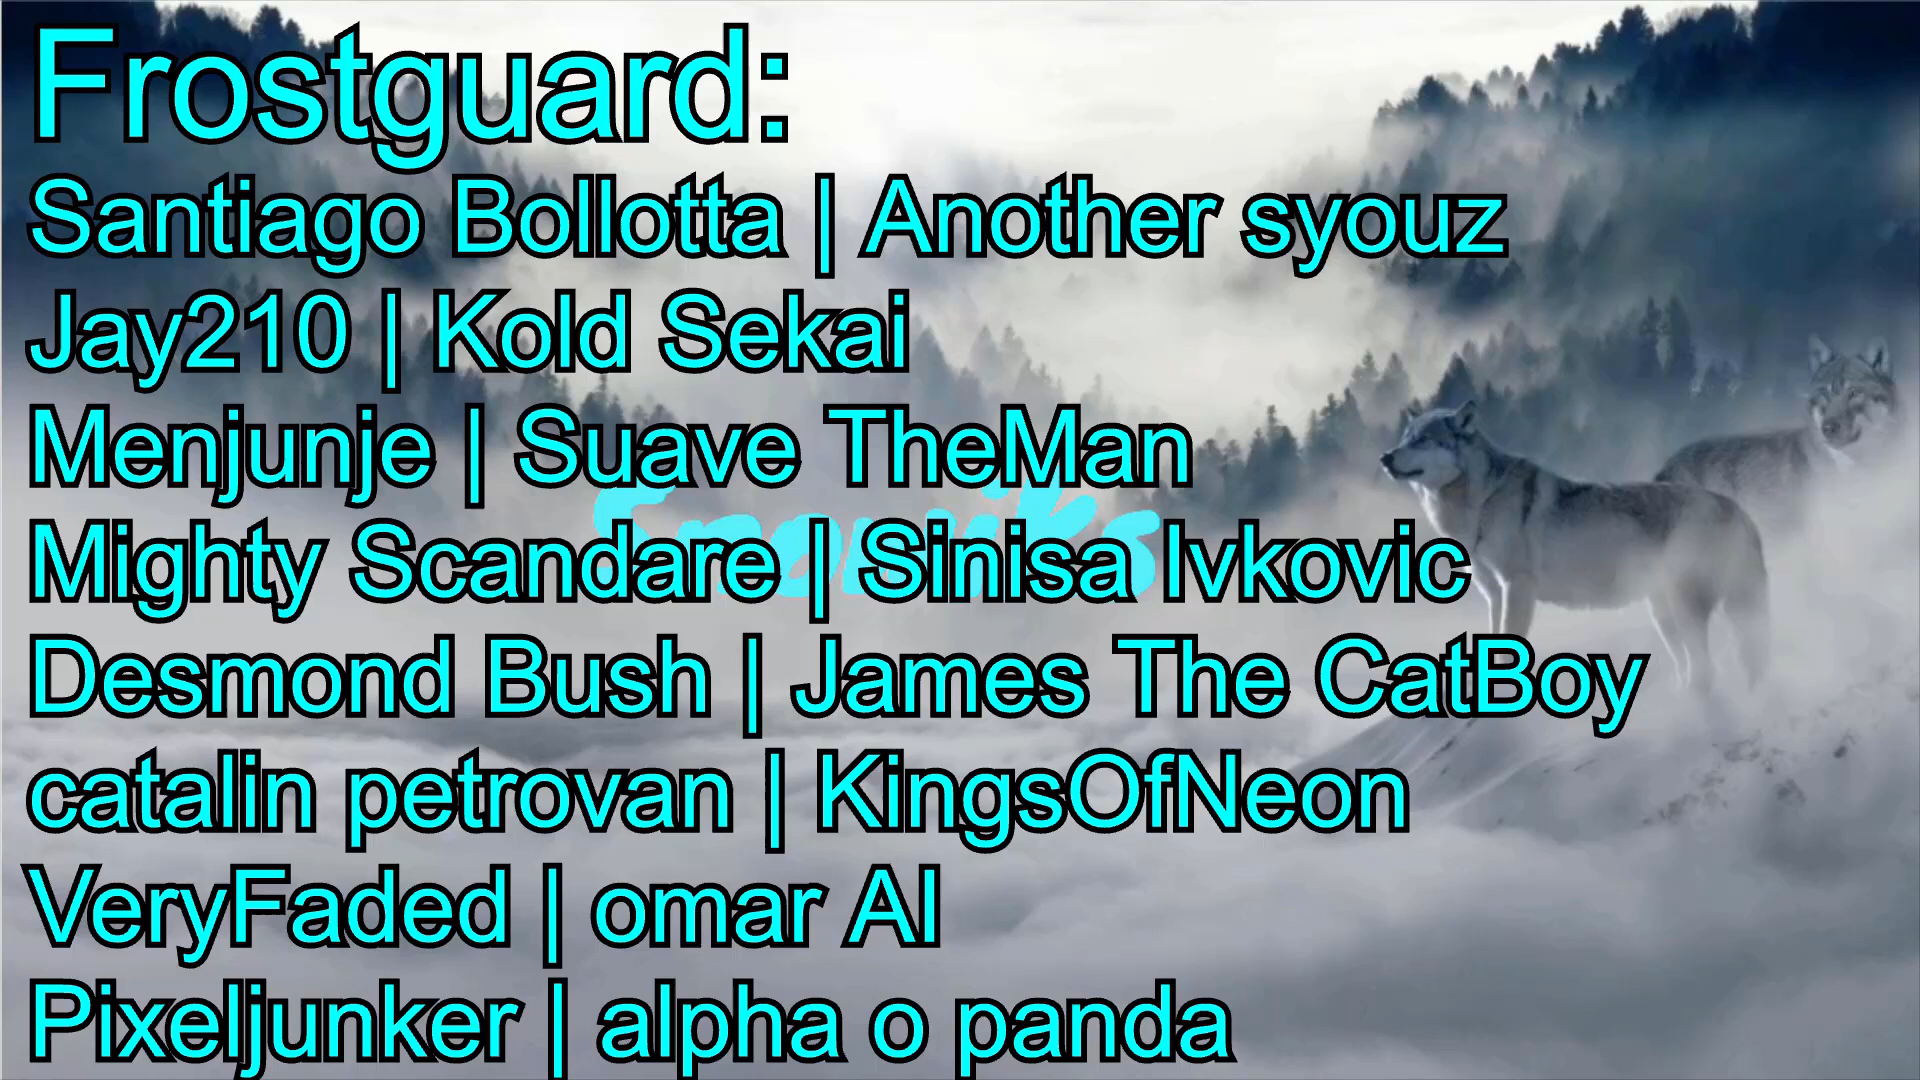 Frostguard:
Santiago Bollotta | Another syouz
Jay210 | Kold Sekai
Menjunje | Suave TheMan
Mighty Scandare | Sinisa Ivkovic
Desmond Bush | James The CatBoy
catalin petrovan | KingsOfNeon
VeryFaded | omar Al
Pixeljunker | alpha o panda